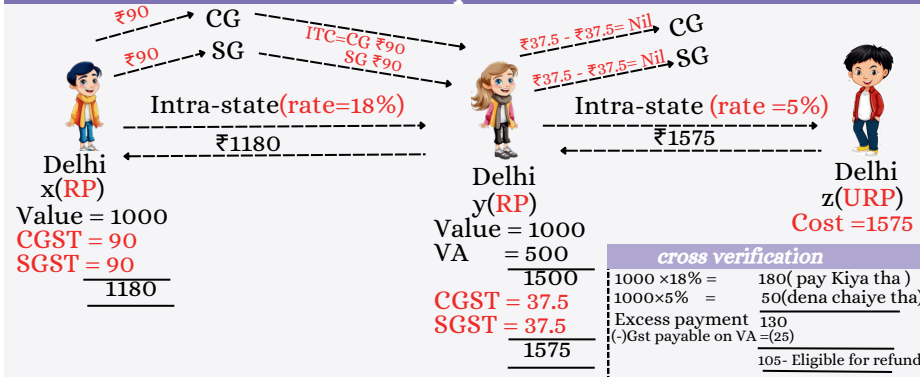 ₹90
CG
₹90
SG
ITC=CG ₹90
SG ₹90
₹37.5 - ₹37.5= Nil
CG
₹37.5 - ₹37.5= Nil
SG
Intra-state(rate=18%)
₹1180
Intra-state (rate =5%)
₹1575
Delhi
x(RP)
Value = 1000
CGST = 90
SGST = 90
1180
Delhi
y(RP)
Value = 1000
VA = 500
1500
CGST = 37.5
SGST = 37.5
1575
Delhi
z(URP)
Cost =1575
cross verification
1000 ×18% = 180( pay Kiya tha )
1000×5% = 50(dena chaiye tha)
Excess payment 130
(-)Gst payable on VA =(25)
105- Eligible for refund